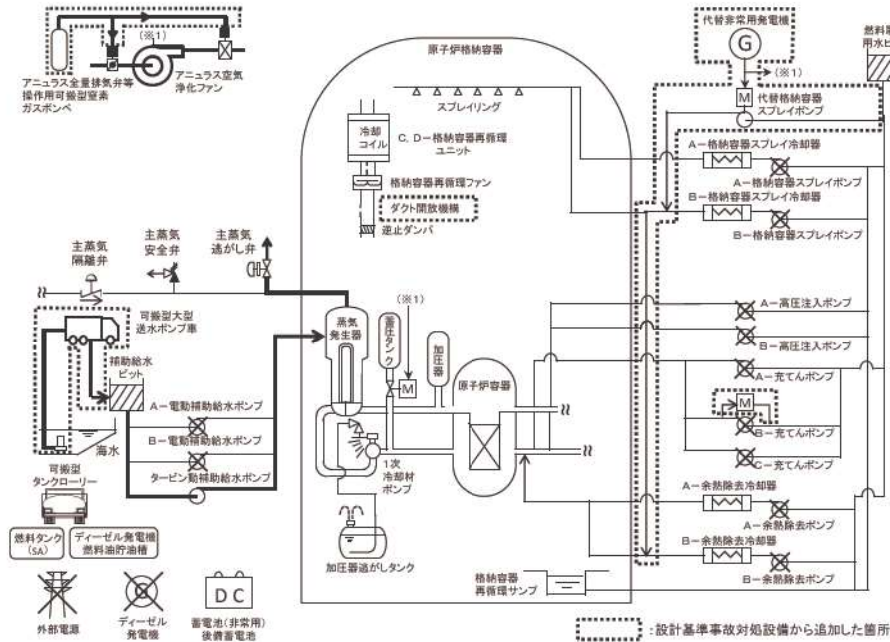 (※1)
アニュラス全量排気弁等
操作用可搬型窒素
ガスボンベ
アニュラス空気
浄化ファン
原子炉格納容器
スプレイリング
冷却
コイル
C, D-格納容器再循環
ユニット
格納容器再循環ファン
ダクト開放機構
逆止ダンパ
代替非常用発電機
G
(※1)
M
代替格納容器
スプレイポンプ
用水ピ
A-格納容器スプレイ冷却器
A-格納容器スプレイポンプ
B-格納容器スプレイ冷却器
B-格納容器スプレイポンプ
主蒸気
隔離弁
主蒸気
安全弁
主蒸気
逃がし弁
可搬型大型
送水ポンプ車
補助給水
ピット
海水
A-電動補助給水ポンプ
B-電動補助給水ポンプ
タービン動補助給水ポンプ
蒸気
発生器
蓄圧タンク
(※1)
M
加圧器
原子炉容器
1次
冷却材
ポンプ
加圧器逃がしタンク
格納容器
再循環サンプ
A-高圧注入ポンプ
B-高圧注入ポンプ
A-充てんポンプ
M
B-充てんポンプ
C-充てんポンプ
A-余熱除去冷却器
A-余熱除去ポンプ
B-余熱除去冷却器
B-余熱除去ポンプ
可搬型
タンクローリー
燃料タンク
(SA)
ディーゼル発電機
燃料油貯油槽
外部電源
ディーゼル
発電機
DC
蓄電池(非常用)
後備蓄電池
:設計基準事故対処設備から追加した箇所